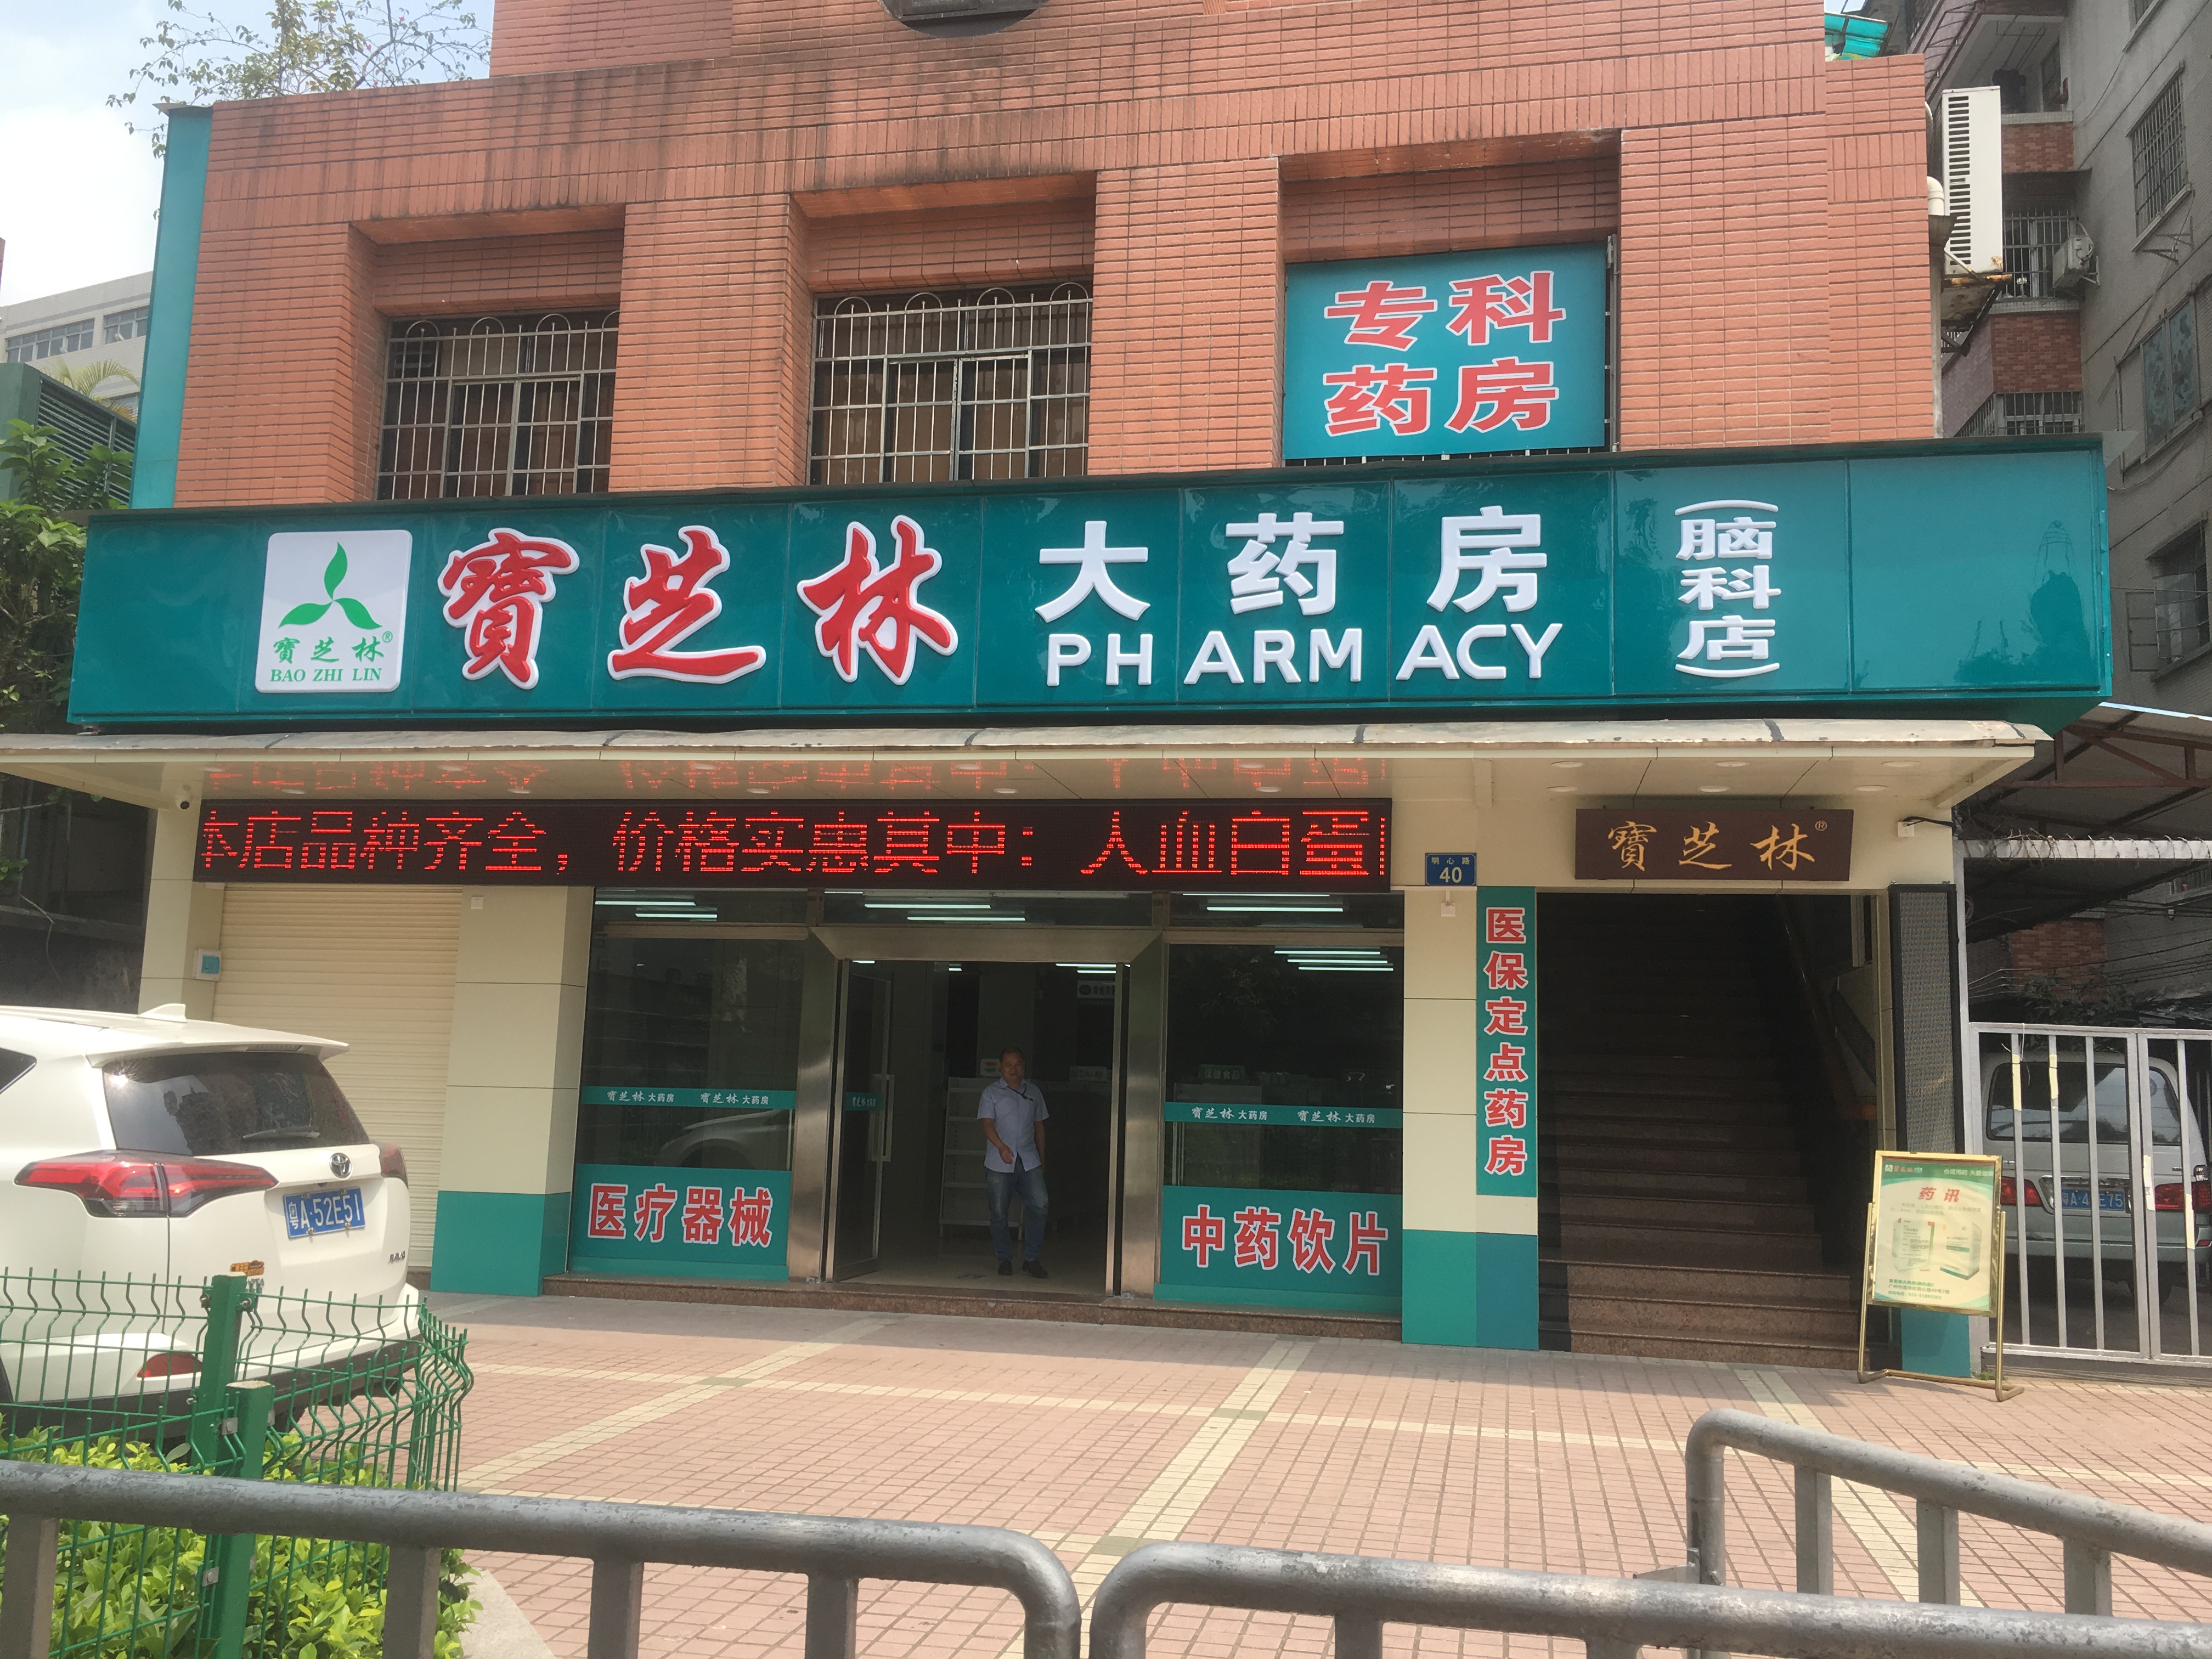 专科
药房
寶芝林®
BAO ZHI LIN
寶芝林
大药房
PHARMACY
(脑科店)
本店品种齐全，价格实惠其中：人血白蛋
明心路
40
寶芝林®
医保定点药房
寶芝林大药房 寶芝林大药房
寶芝林大药房 寶芝林大药房
医疗器械
中药饮片
药讯
粤A·52E5I